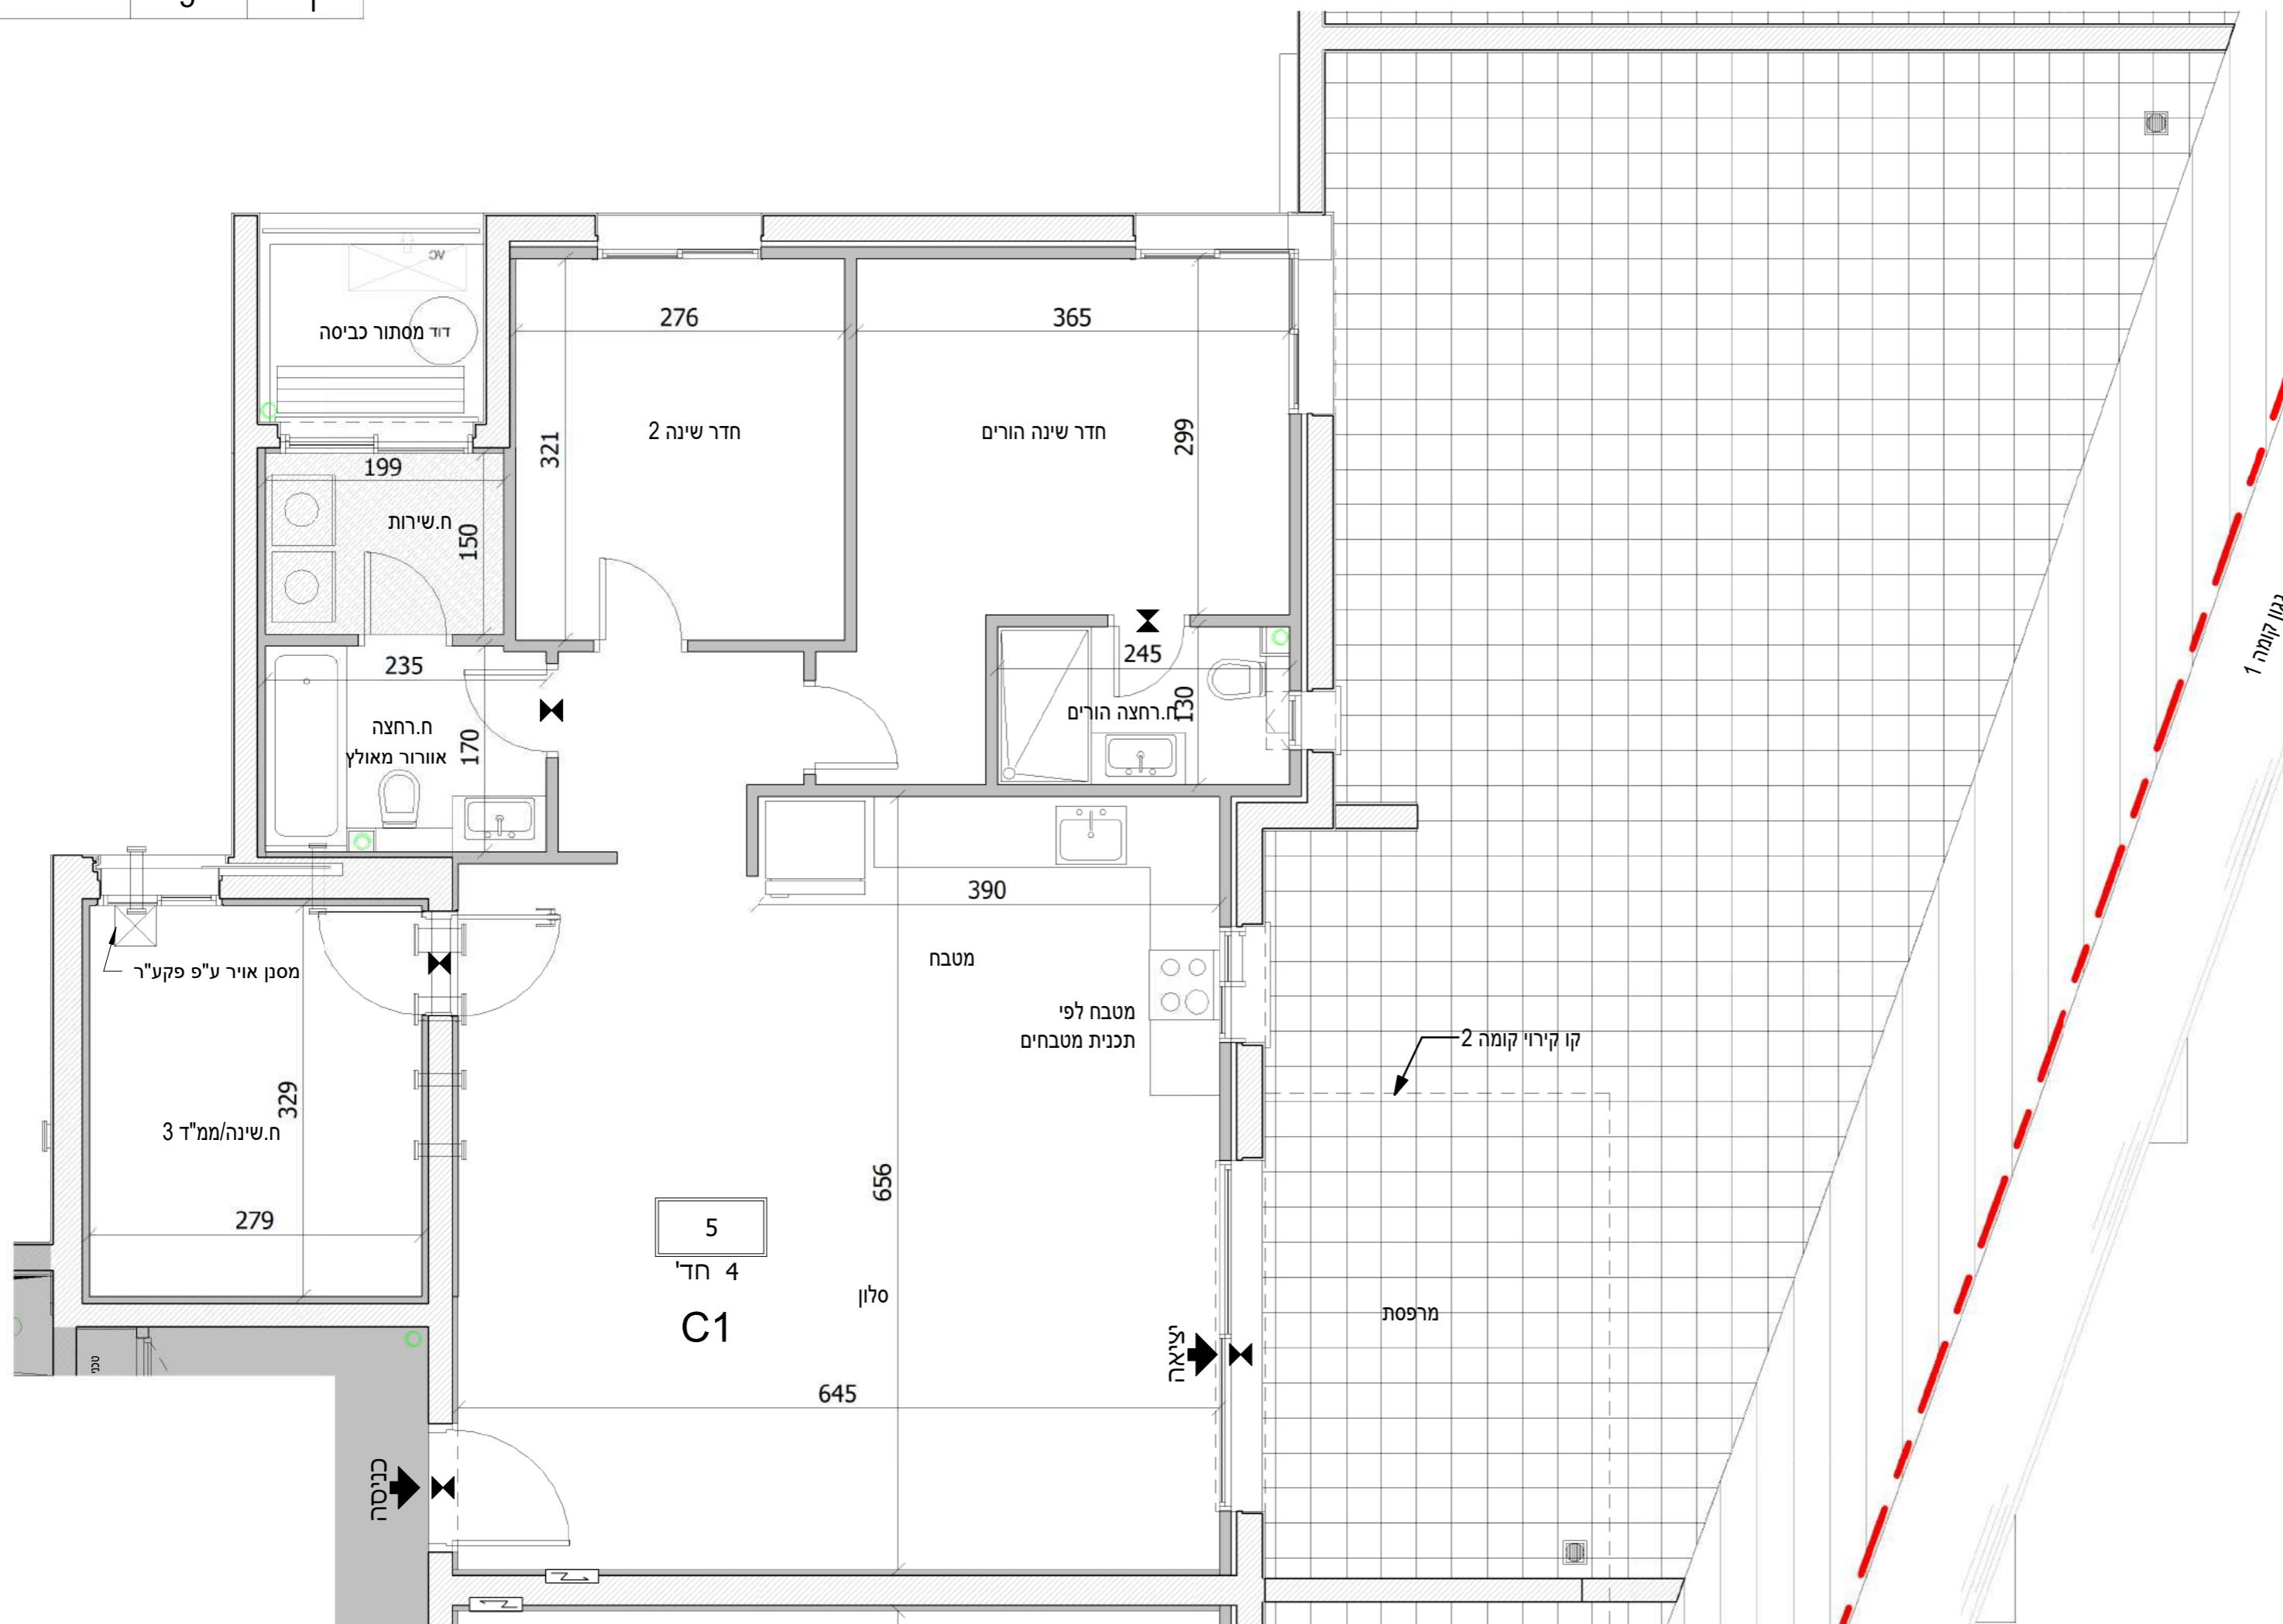 דוד
מסתור כביסה
276
365
321
299
חדר שינה 2
חדר שינה הורים
199
ח.שירות
150
235
245
130
ח.רחצה הורים
ח.רחצה
אוורור מאולץ
170
390
מטבח
מטבח לפי
תכנית מטבחים
מסנן אויר ע"פ פקע"ר
329
ח.שינה/ממ"ד 3
279
656
5
4 חד'
C1
סלון
645
יציאה
כניסה
טכני
קו קירוי קומה 2
מרפסת
קומה 1